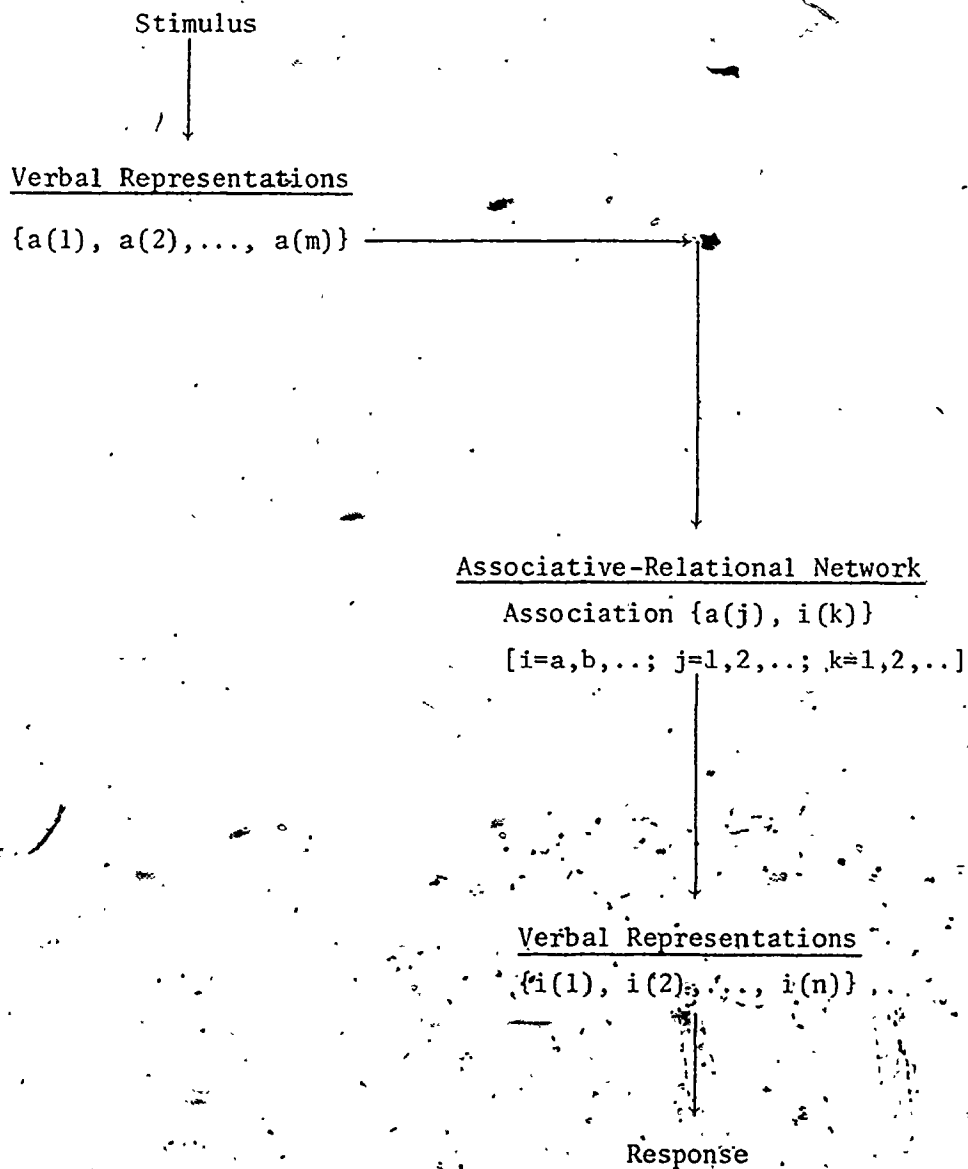 Stimulus
Verbal Representations
{a(1), a(2),..., a(m)}
Associative-Relational Network
Association {a(j), i(k)}
[i=a,b,..; j=1,2,..; k=1,2,..]
Verbal Representations
{i(1), i(2),..., i(n)}
Response